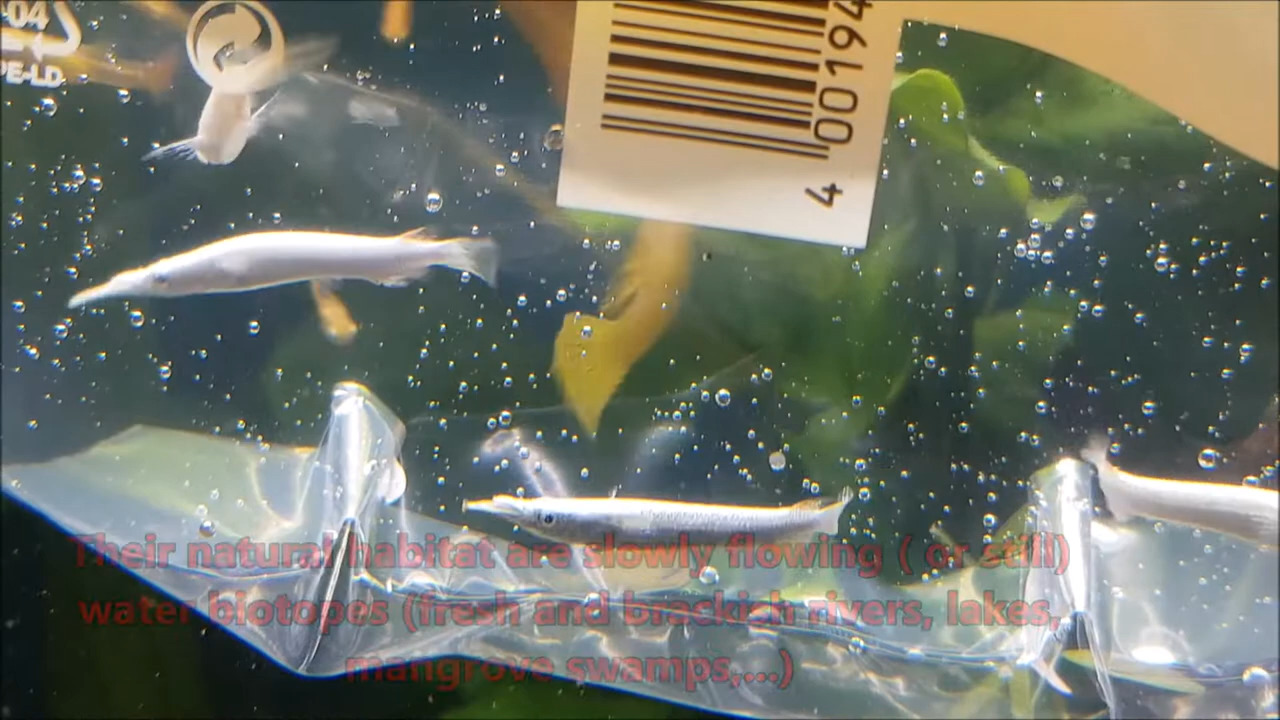 04
PE-LD
4 00194
Their natural habitat are slowly flowing ( or still)
water biotopes (fresh and brackish rivers, lakes,
mangrove swamps,...)